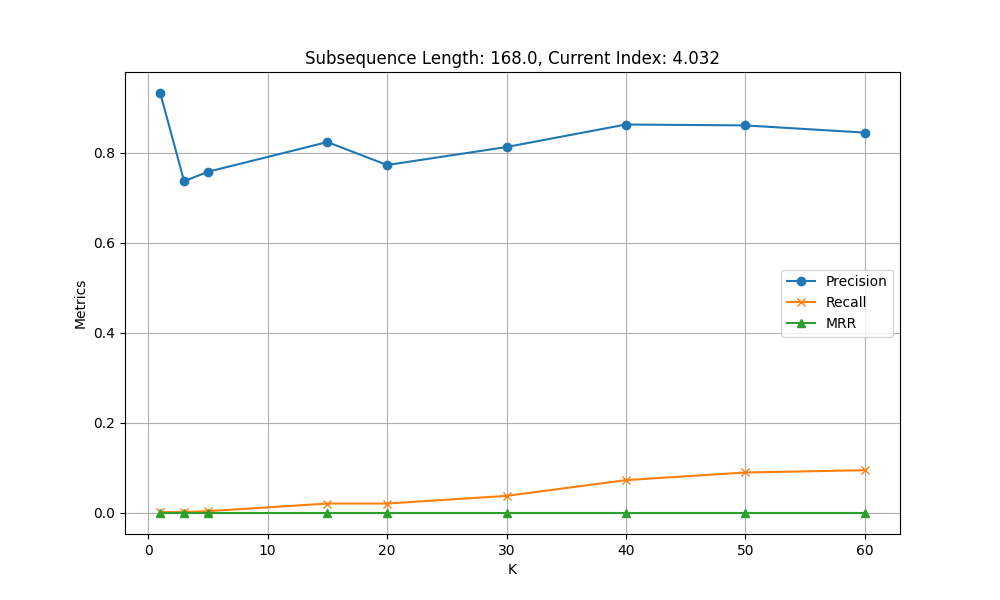 Subsequence Length: 168.0, Current Index: 4.032
0.8
0.6
0.4
0.2
0.0
Metrics
Precision
Recall
MRR
0 10 20 30 40 50 60
K